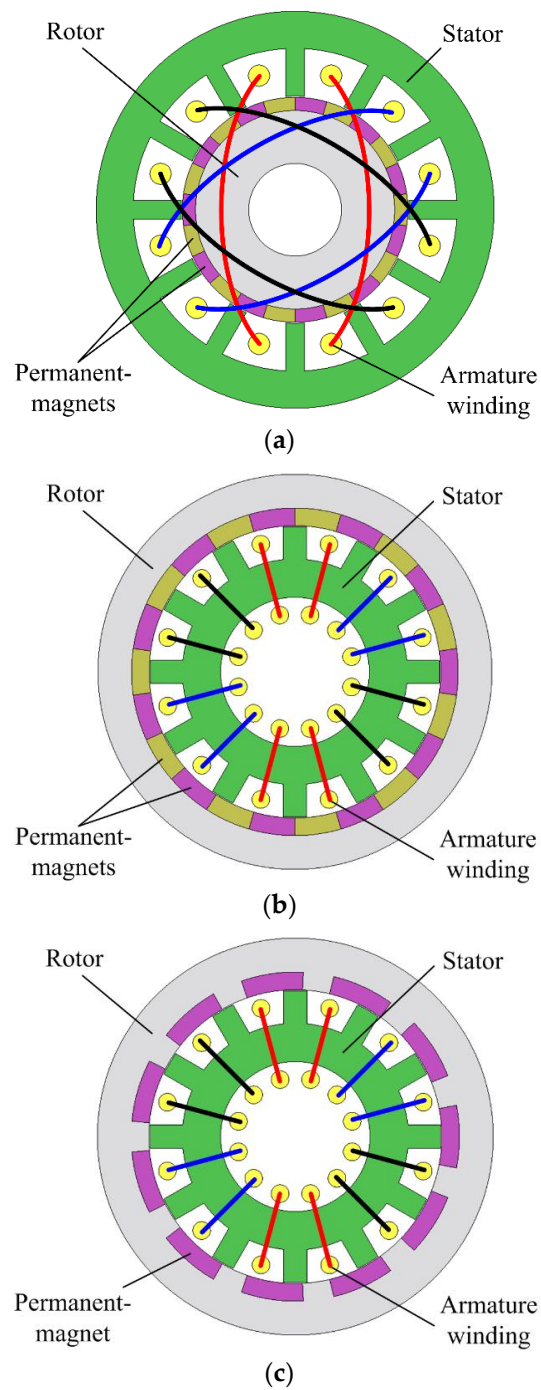 Rotor
Stator
Permanent-
magnets
Armature
winding
(a)
Rotor
Stator
Permanent-
magnets
Armature
winding
(b)
Rotor
Stator
Permanent-
magnet
Armature
winding
(c)